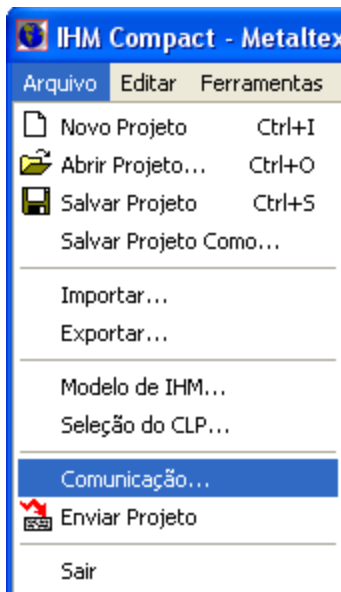 IHM Compact - Metaltex
Arquivo Editar Ferramentas
Novo Projeto Ctrl+I
Abrir Projeto... Ctrl+O
Salvar Projeto Ctrl+S
Salvar Projeto Como...
Importar...
Exportar...
Modelo de IHM...
Seleção do CLP...
Comunicação...
Enviar Projeto
Sair